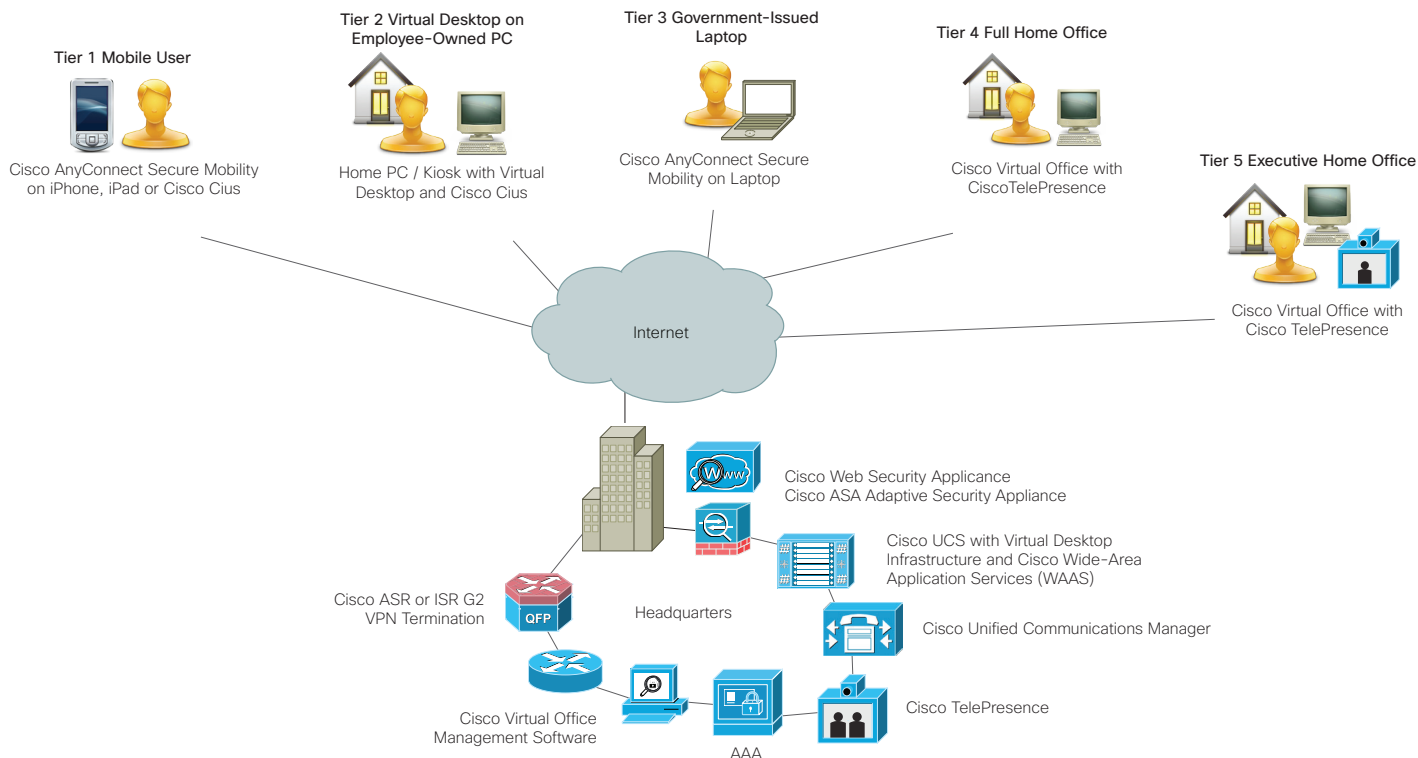 Tier 1 Mobile User
Cisco AnyConnect Secure Mobility
on iPhone, iPad or Cisco Cius
Tier 2 Virtual Desktop on
Employee-Owned PC
Home PC / Kiosk with Virtual
Desktop and Cisco Cius
Tier 3 Government-Issued
Laptop
Cisco AnyConnect Secure
Mobility on Laptop
Tier 4 Full Home Office
Cisco Virtual Office with
CiscoTelePresence
Tier 5 Executive Home Office
Cisco Virtual Office with
Cisco TelePresence
Internet
WWW
Cisco Web Security Applicance
Cisco ASA Adaptive Security Appliance
Cisco UCS with Virtual Desktop
Infrastructure and Cisco Wide-Area
Application Services (WAAS)
Cisco ASR or ISR G2
VPN Termination
QFP
Headquarters
Cisco Unified Communications Manager
Cisco TelePresence
Cisco Virtual Office
Management Software
AAA